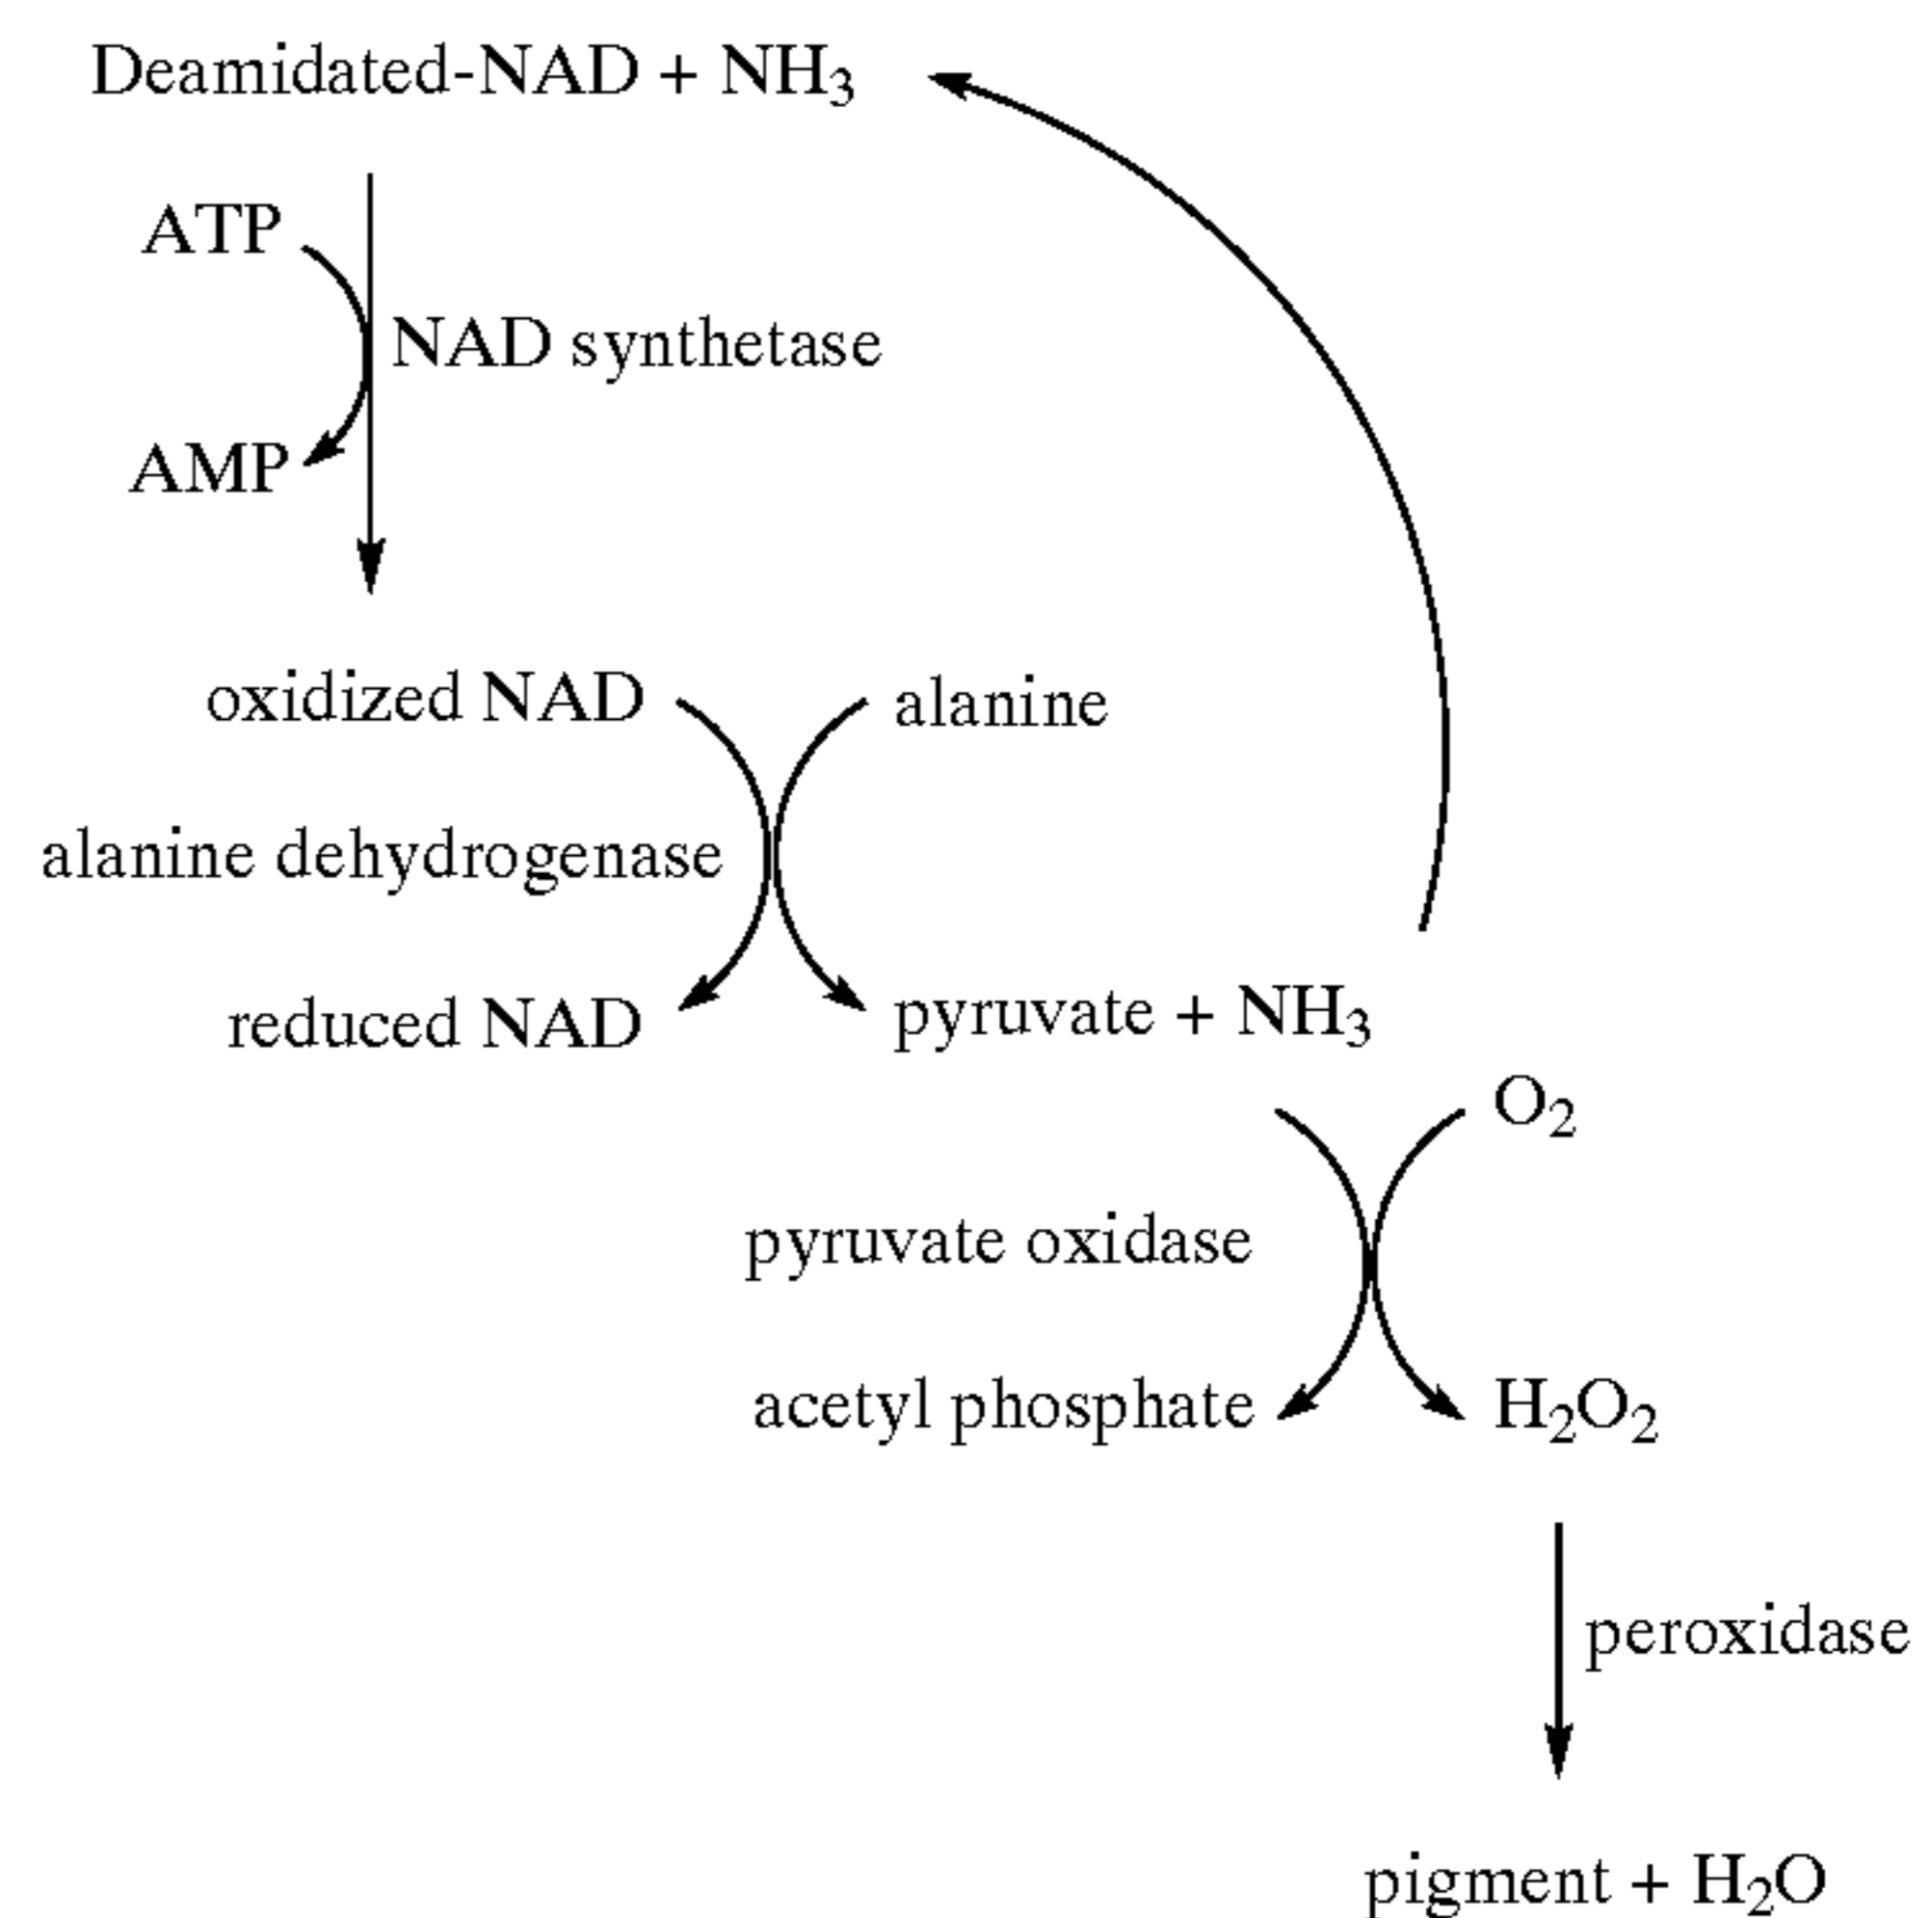 Deamidated-NAD + NH₃
ATP
NAD synthetase
AMP
oxidized NAD
alanine
alanine dehydrogenase
reduced NAD
pyruvate + NH₃
O₂
pyruvate oxidase
acetyl phosphate
H₂O₂
peroxidase
pigment + H₂O